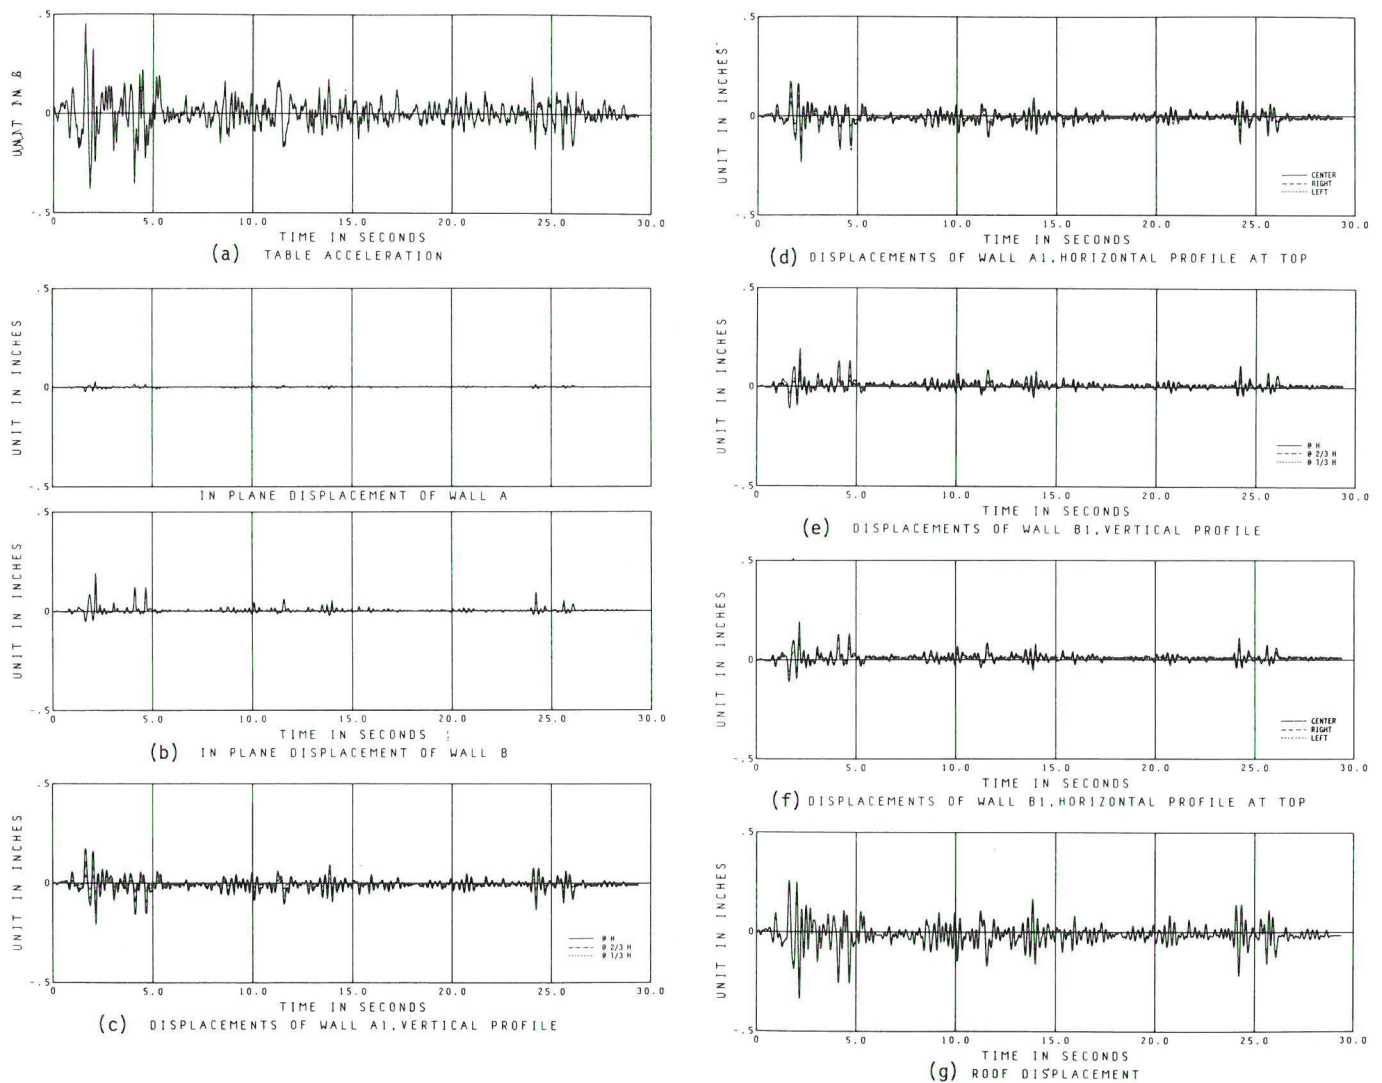 .5
UNIT IN g
0
-.5
0 5.0 10.0 15.0 20.0 25.0 30.0
TIME IN SECONDS
(a) TABLE ACCELERATION
.5
UNIT IN INCHES
0
-.5
IN PLANE DISPLACEMENT OF WALL A
.5
UNIT IN INCHES
0
-.5
0 5.0 10.0 15.0 20.0 25.0 30.0
TIME IN SECONDS
(b) IN PLANE DISPLACEMENT OF WALL B
.5
UNIT IN INCHES
0
-.5
@ H
@ 2/3 H
@ 1/3 H
0 5.0 10.0 15.0 20.0 25.0 30.0
TIME IN SECONDS
(c) DISPLACEMENTS OF WALL A1,VERTICAL PROFILE
.5
UNIT IN INCHES
0
-.5
CENTER
RIGHT
LEFT
0 5.0 10.0 15.0 20.0 25.0 30.0
TIME IN SECONDS
(d) DISPLACEMENTS OF WALL A1,HORIZONTAL PROFILE AT TOP
.5
UNIT IN INCHES
0
-.5
@ H
@ 2/3 H
@ 1/3 H
0 5.0 10.0 15.0 20.0 25.0 30.0
TIME IN SECONDS
(e) DISPLACEMENTS OF WALL B1,VERTICAL PROFILE
.5
UNIT IN INCHES
0
-.5
CENTER
RIGHT
LEFT
0 5.0 10.0 15.0 20.0 25.0 30.0
TIME IN SECONDS
(f) DISPLACEMENTS OF WALL B1,HORIZONTAL PROFILE AT TOP
.5
UNIT IN INCHES
0
-.5
0 5.0 10.0 15.0 20.0 25.0 30.0
TIME IN SECONDS
(g) ROOF DISPLACEMENT